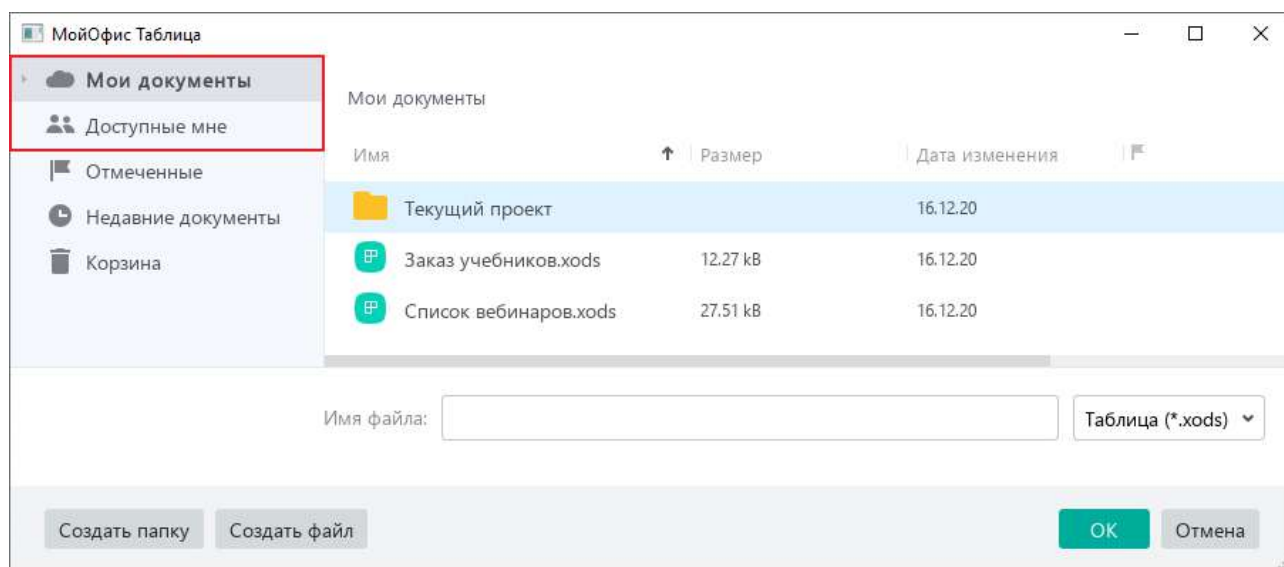 МойОфис Таблица
Мои документы
Доступные мне
Отмеченные
Недавние документы
Корзина
Мои документы
Имя Размер Дата изменения
Текущий проект 16.12.20
Заказ учебников.xods 12.27 kB 16.12.20
Список вебинаров.xods 27.51 kB 16.12.20
Имя файла: Таблица (*.xods)
Создать папку Создать файл OK Отмена